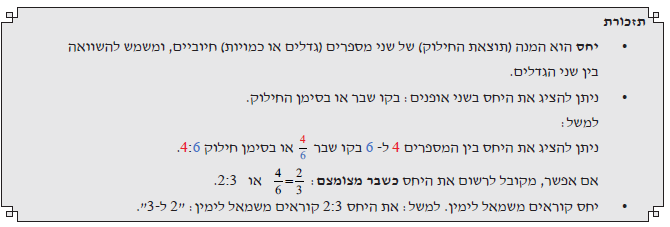 תזכורת
• יחס הוא המנה (תוצאת החילוק) של שני מספרים (גדלים או כמויות) חיוביים, ומשמש להשוואה
בין שני הגדלים.
• ניתן להציג את היחס בשני אופנים: בקו שבר או בסימן החילוק.
למשל:
ניתן להציג את היחס בין המספרים 4 ל- 6 בקו שבר 4/6 או בסימן חילוק 4:6.
אם אפשר, מקובל לרשום את היחס כשבר מצומצם: 4/6=2/3 או 2:3.
• יחס קוראים משמאל לימין. למשל: את היחס 2:3 קוראים משמאל לימין: "2 ל-3".